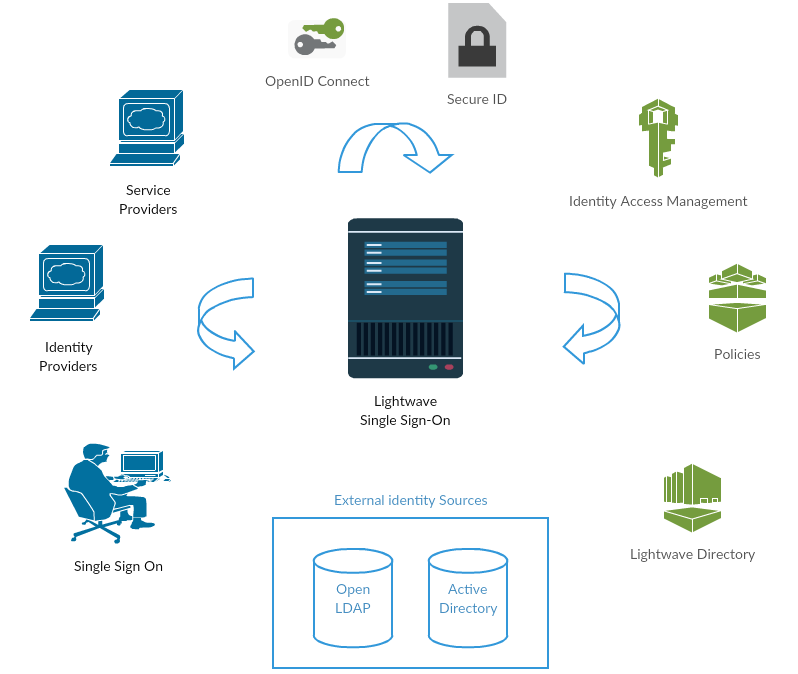 OpenID Connect
Secure ID
Service
Providers
Identity Access Management
Identity
Providers
Policies
Lightwave
Single Sign-On
External identity Sources
Open
LDAP
Active
Directory
Single Sign On
Lightwave Directory